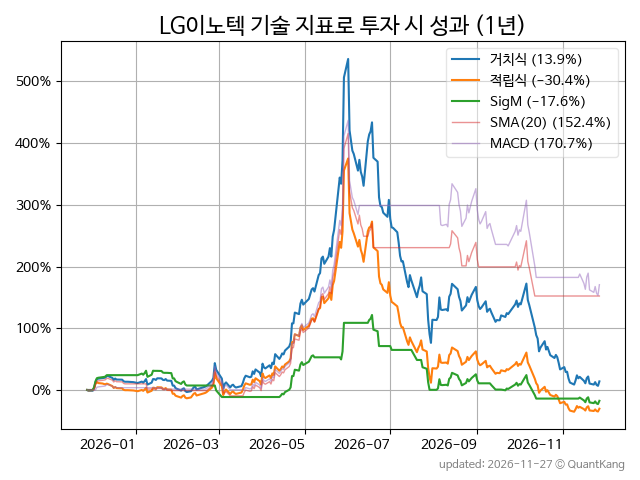 LG이노텍 기술 지표로 투자 시 성과 (1년)
거치식 (13.9%)
적립식 (−30.4%)
SigM (−17.6%)
SMA(20) (152.4%)
MACD (170.7%)
500%
400%
300%
200%
100%
0%
2026-01
2026-03
2026-05
2026-07
2026-09
2026-11
updated: 2026-11-27 © QuantKang